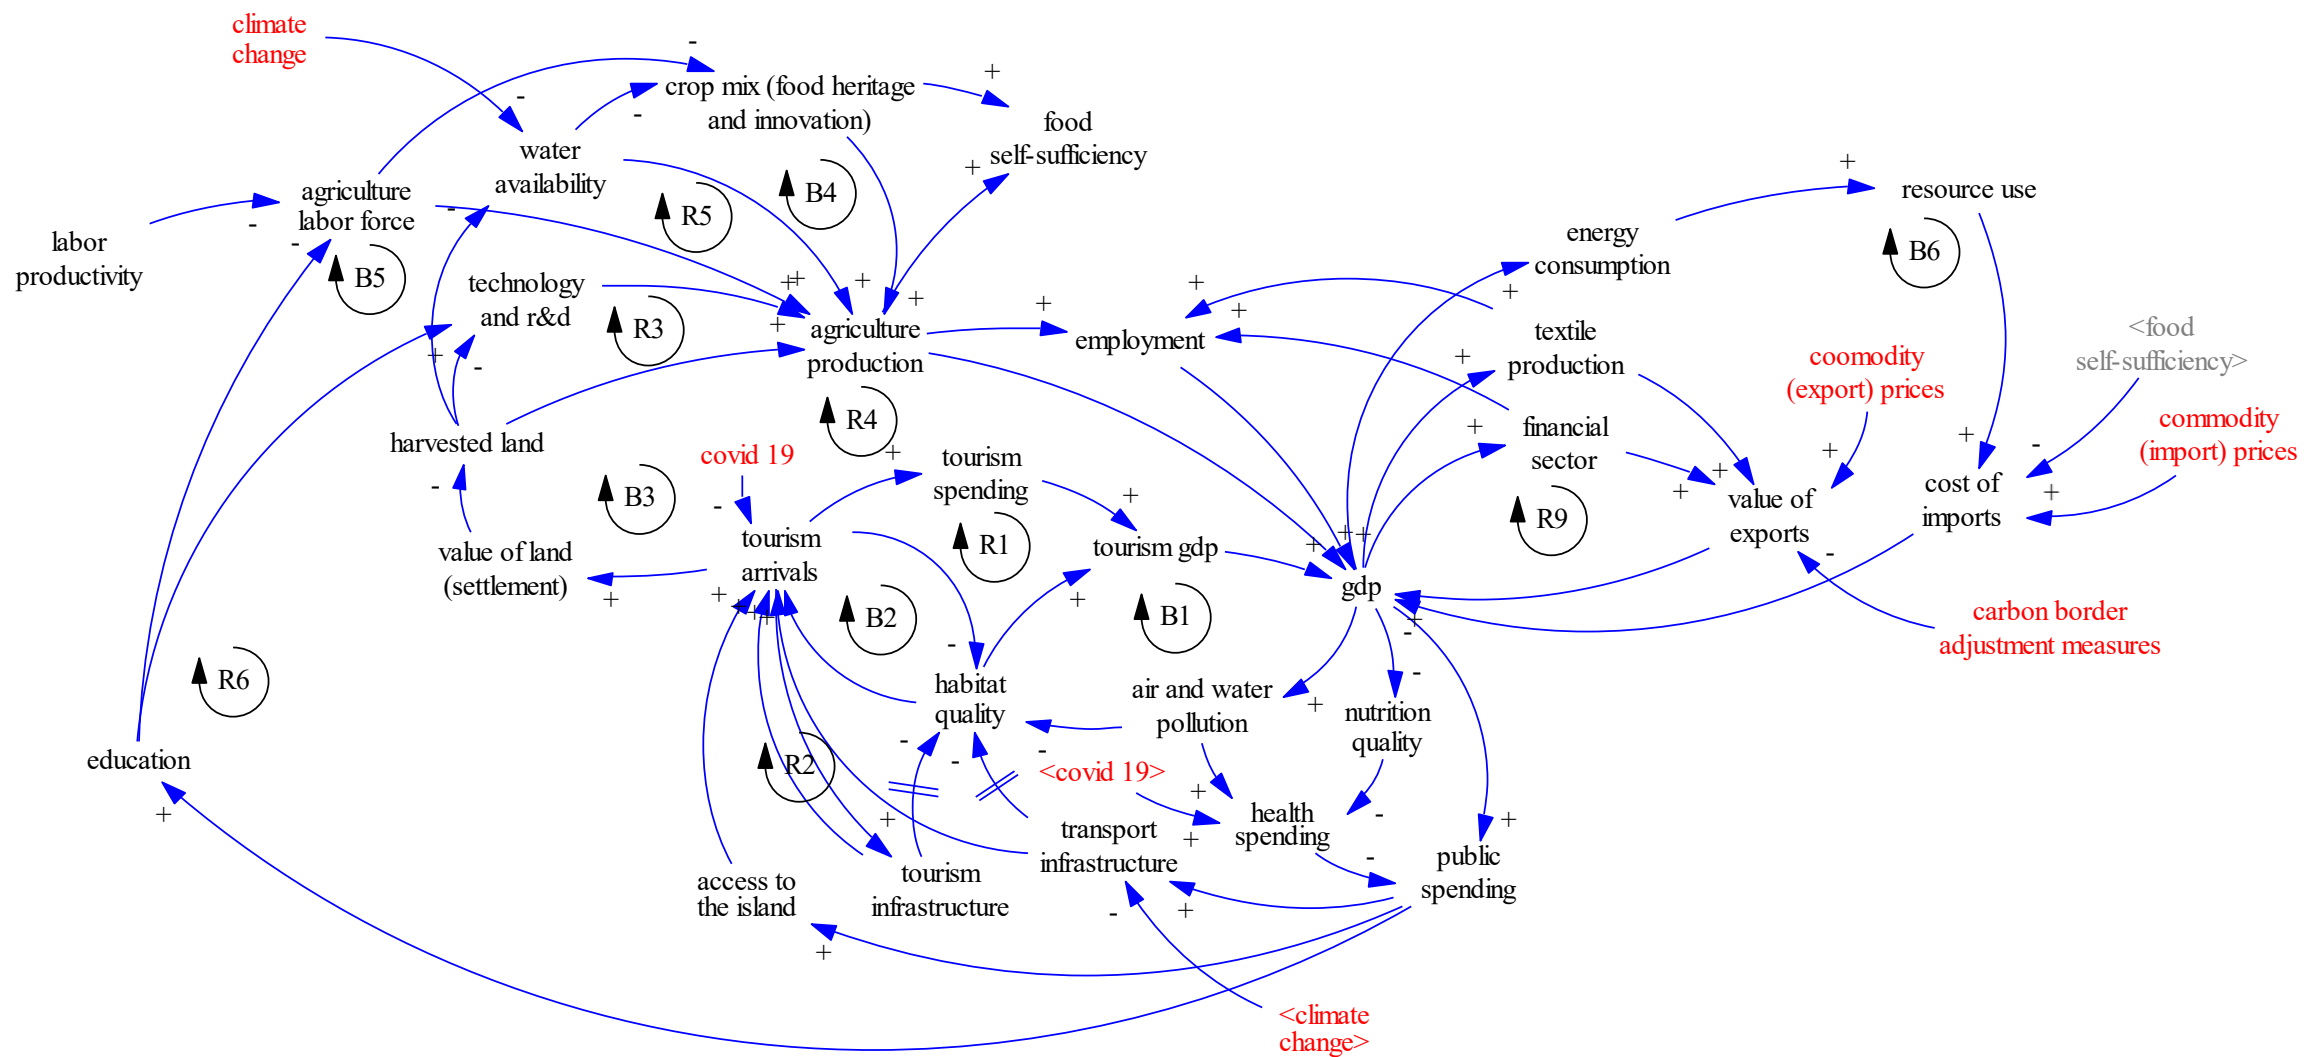 climate
change
crop mix (food heritage
and innovation)
food
self-sufficiency
water
availability
agriculture
labor force
labor
productivity
technology
and r&d
B5
R3
R5
B4
agriculture
production
employment
energy
consumption
resource use
B6
textile
production
coomodity
(export) prices
<food
self-sufficiency>
commodity
(import) prices
financial
sector
value of
exports
cost of
imports
R9
harvested land
R4
covid 19
tourism
spending
B3
R1
tourism
arrivals
tourism gdp
value of land
(settlement)
gdp
B2
B1
carbon border
adjustment measures
R6
habitat
quality
air and water
pollution
nutrition
quality
education
R2
<covid 19>
health
spending
transport
infrastructure
public
spending
access to
the island
tourism
infrastructure
<climate
change>